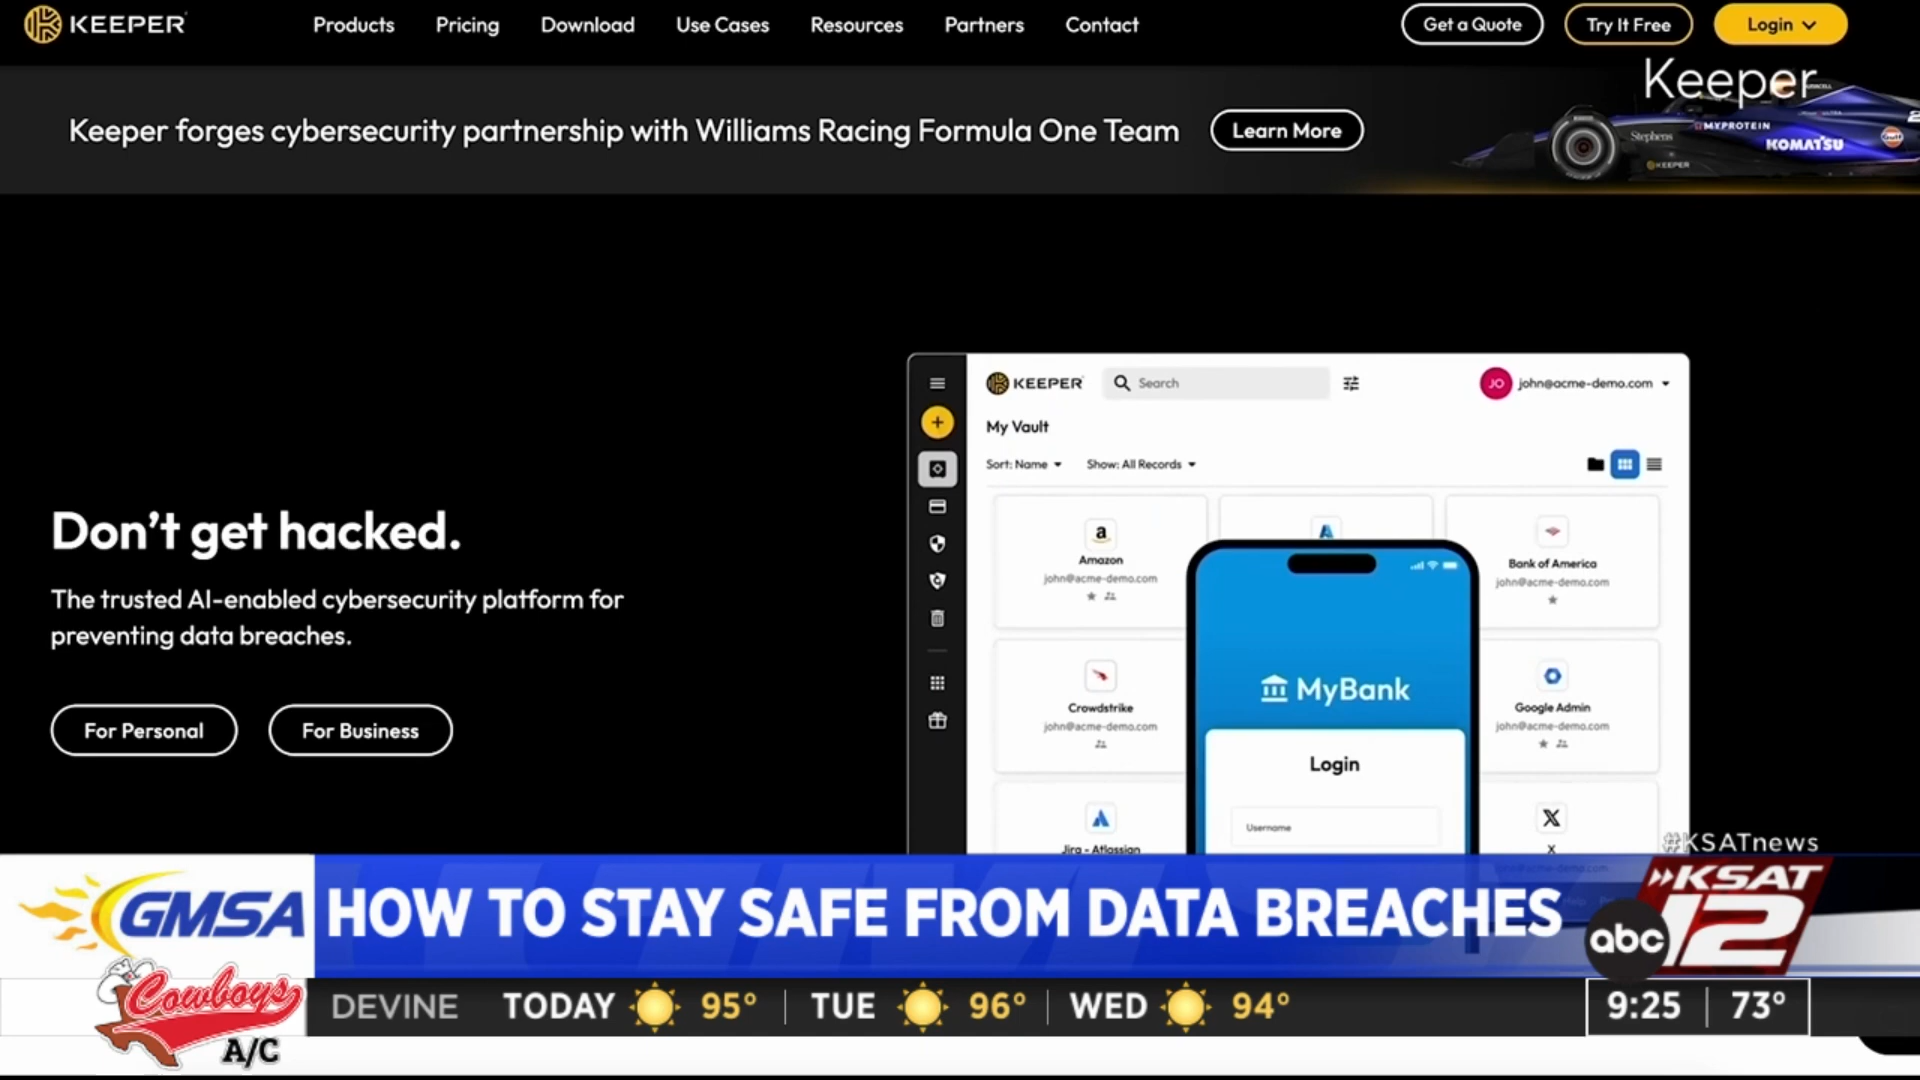 KEEPER
Products Pricing Download Use Cases Resources Partners Contact
Get a Quote Try It Free Login
Keeper
Keeper forges cybersecurity partnership with Williams Racing Formula One Team Learn More
Stephens MYPROTEIN KOMATSU Gulf
KEEPER
Don't get hacked.
The trusted AI-enabled cybersecurity platform for
preventing data breaches.
For Personal For Business
KEEPER Search JO john@acme-demo.com
My Vault
Sort: Name Show: All Records
Amazon
john@acme-demo.com
Bank of America
john@acme-demo.com
Crowdstrike
john@acme-demo.com
Google Admin
john@acme-demo.com
Jira - Atlassian
X
MyBank
Login
Username
#KSATnews
GMSA HOW TO STAY SAFE FROM DATA BREACHES
KSAT
abc 12
Cowboys
A/C
DEVINE TODAY 95° TUE 96° WED 94°
9:25 73°